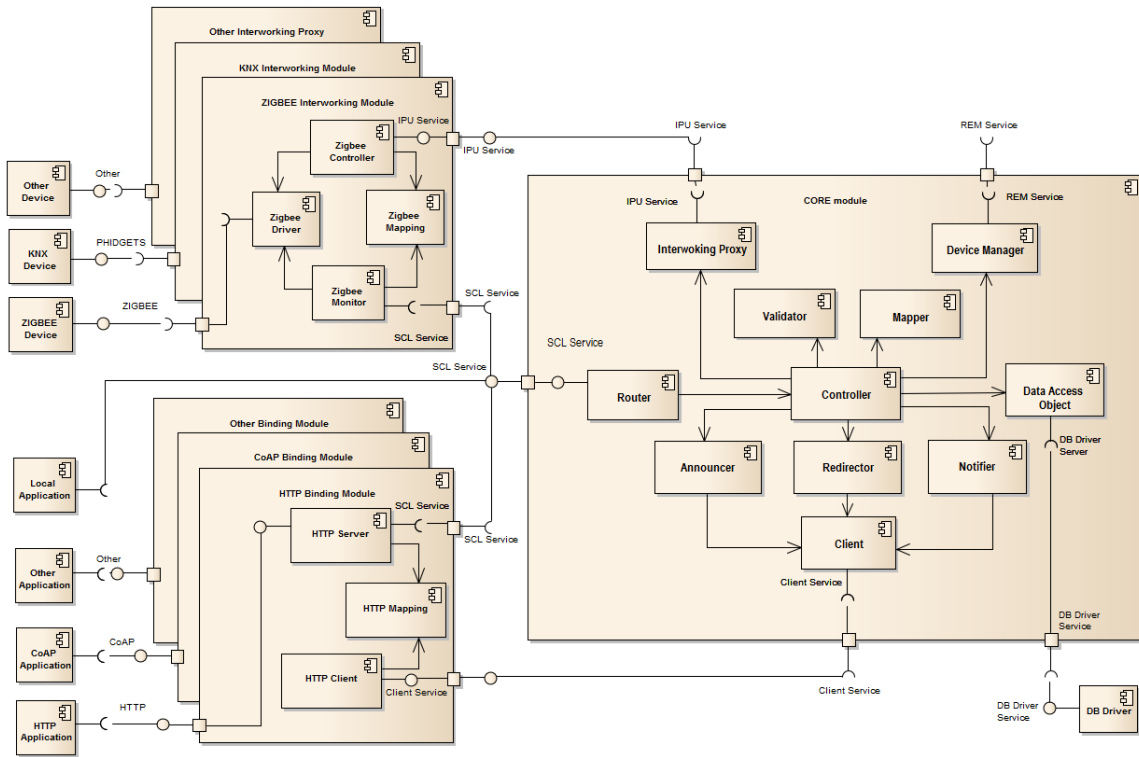 Other Interworking Proxy
KNX Interworking Module
ZIGBEE Interworking Module
IPU Service
IPU Service
Zigbee
Controller
Zigbee
Driver
Zigbee
Mapping
Zigbee
Monitor
SCL Service
SCL Service
Other
Device
Other
KNX
Device
PHIDGETS
ZIGBEE
Device
ZIGBEE
IPU Service
REM Service
CORE module
IPU Service
REM Service
Interwoking Proxy
Device Manager
Validator
Mapper
SCL Service
SCL Service
Router
Controller
Data Access
Object
Announcer
Redirector
Notifier
DB Driver
Server
Client
Client Service
DB Driver
Service
Client Service
DB Driver
Service
DB Driver
Other Binding Module
CoAP Binding Module
HTTP Binding Module
SCL Service
SCL Service
HTTP Server
HTTP Mapping
HTTP Client
Client Service
Local
Application
Other
Application
Other
CoAP
Application
CoAP
HTTP
Application
HTTP